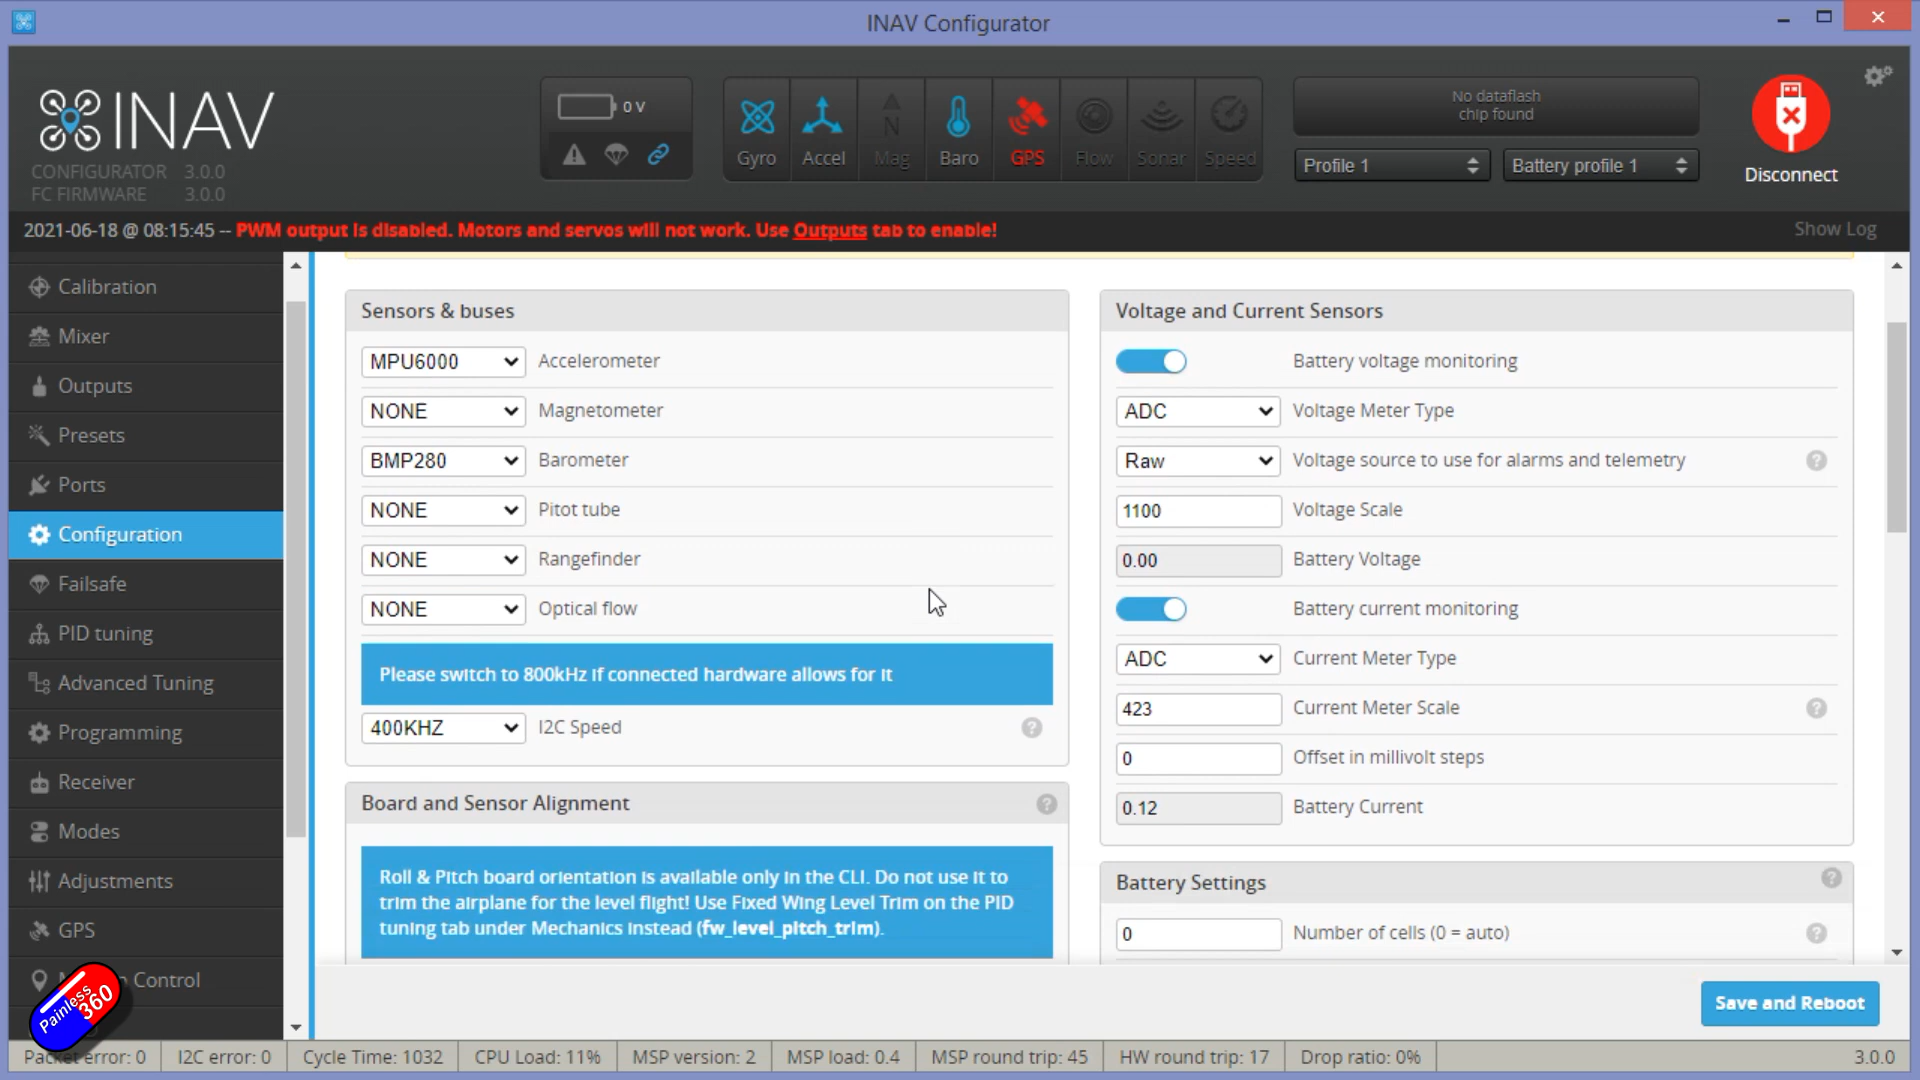 INAV Configurator
INAV
CONFIGURATOR 3.0.0
FC FIRMWARE 3.0.0
0 V
Gyro
Accel
N
Mag
Baro
GPS
Flow
Sonar
Speed
No dataflash
chip found
Profile 1
Battery profile 1
Disconnect
2021-06-18 @ 08:15:45 -- PWM output is disabled. Motors and servos will not work. Use Outputs tab to enable!
Show Log
Calibration
Mixer
Outputs
Presets
Ports
Configuration
Failsafe
PID tuning
Advanced Tuning
Programming
Receiver
Modes
Adjustments
GPS
Control
Painless
360
Sensors & buses
MPU6000 Accelerometer
NONE Magnetometer
BMP280 Barometer
NONE Pitot tube
NONE Rangefinder
NONE Optical flow
Please switch to 800kHz if connected hardware allows for it
400KHZ I2C Speed ?
Board and Sensor Alignment ?
Roll & Pitch board orientation is available only in the CLI. Do not use it to
trim the airplane for the level flight! Use Fixed Wing Level Trim on the PID
tuning tab under Mechanics instead (fw_level_pitch_trim).
Voltage and Current Sensors
Battery voltage monitoring
ADC Voltage Meter Type
Raw Voltage source to use for alarms and telemetry ?
1100 Voltage Scale
0.00 Battery Voltage
Battery current monitoring
ADC Current Meter Type
423 Current Meter Scale ?
0 Offset in millivolt steps
0.12 Battery Current
Battery Settings ?
0 Number of cells (0 = auto) ?
Save and Reboot
Packet error: 0
I2C error: 0
Cycle Time: 1032
CPU Load: 11%
MSP version: 2
MSP load: 0.4
MSP round trip: 45
HW round trip: 17
Drop ratio: 0%
3.0.0